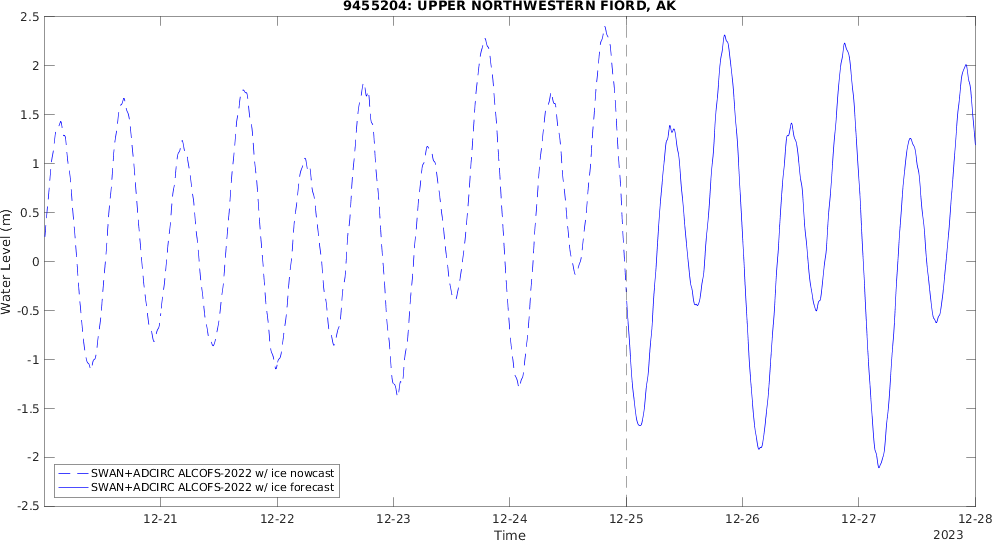 9455204: UPPER NORTHWESTERN FIORD, AK
2.5
2
1.5
1
0.5
0
-0.5
-1
-1.5
-2
-2.5
Water Level (m)
SWAN+ADCIRC ALCOFS-2022 w/ ice nowcast
SWAN+ADCIRC ALCOFS-2022 w/ ice forecast
12-21 12-22 12-23 12-24 12-25 12-26 12-27 12-28
Time
2023